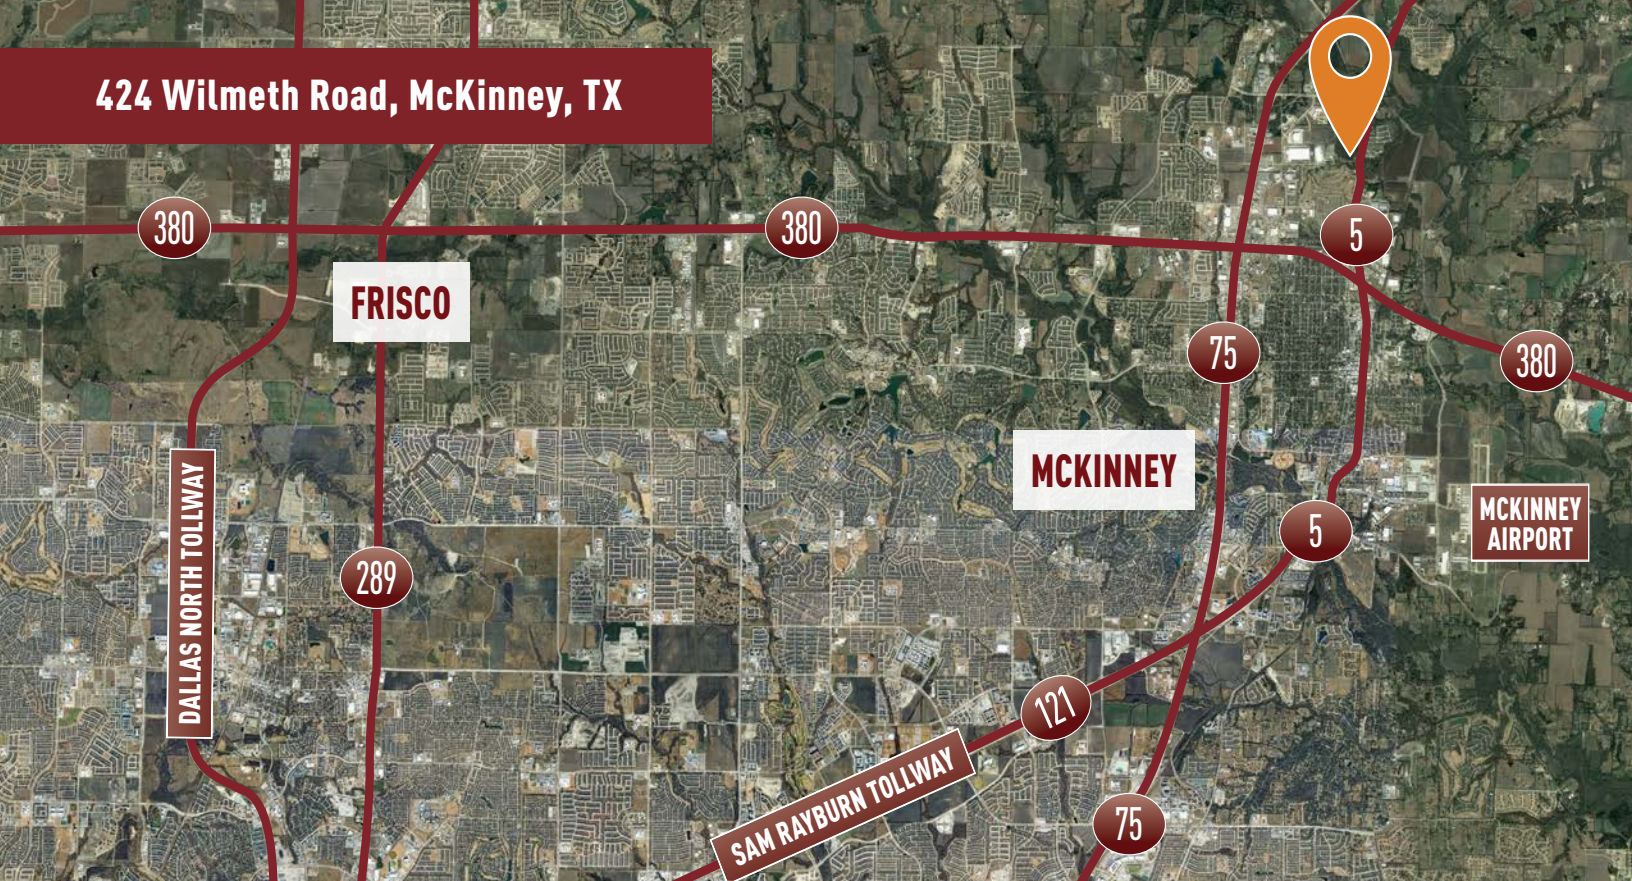 424 Wilmeth Road, McKinney, TX
380
380
5
FRISCO
75
380
MCKINNEY
DALLAS NORTH TOLLWAY
MCKINNEY
AIRPORT
5
289
121
SAM RAYBURN TOLLWAY
75